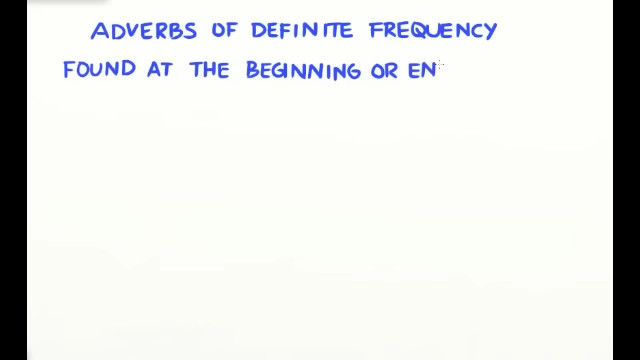 ADVERBS OF DEFINITE FREQUENCY
FOUND AT THE BEGINNING OR EN